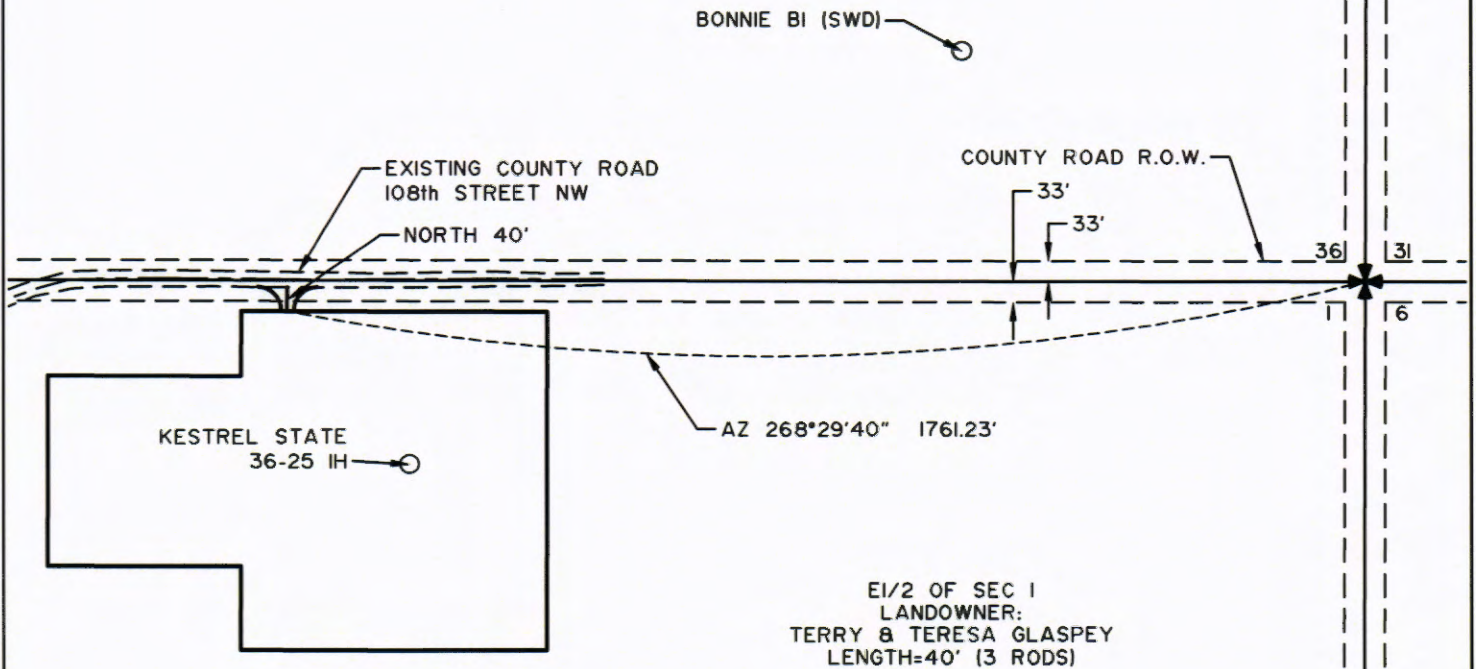 BONNIE B1 (SWD)
EXISTING COUNTY ROAD
108th STREET NW
COUNTY ROAD R.O.W.
33'
33'
NORTH 40'
36
31
1
6
AZ 268°29'40" 1761.23'
KESTREL STATE
36-25 1H
E1/2 OF SEC 1
LANDOWNER:
TERRY & TERESA GLASPEY
LENGTH=40' (3 RODS)